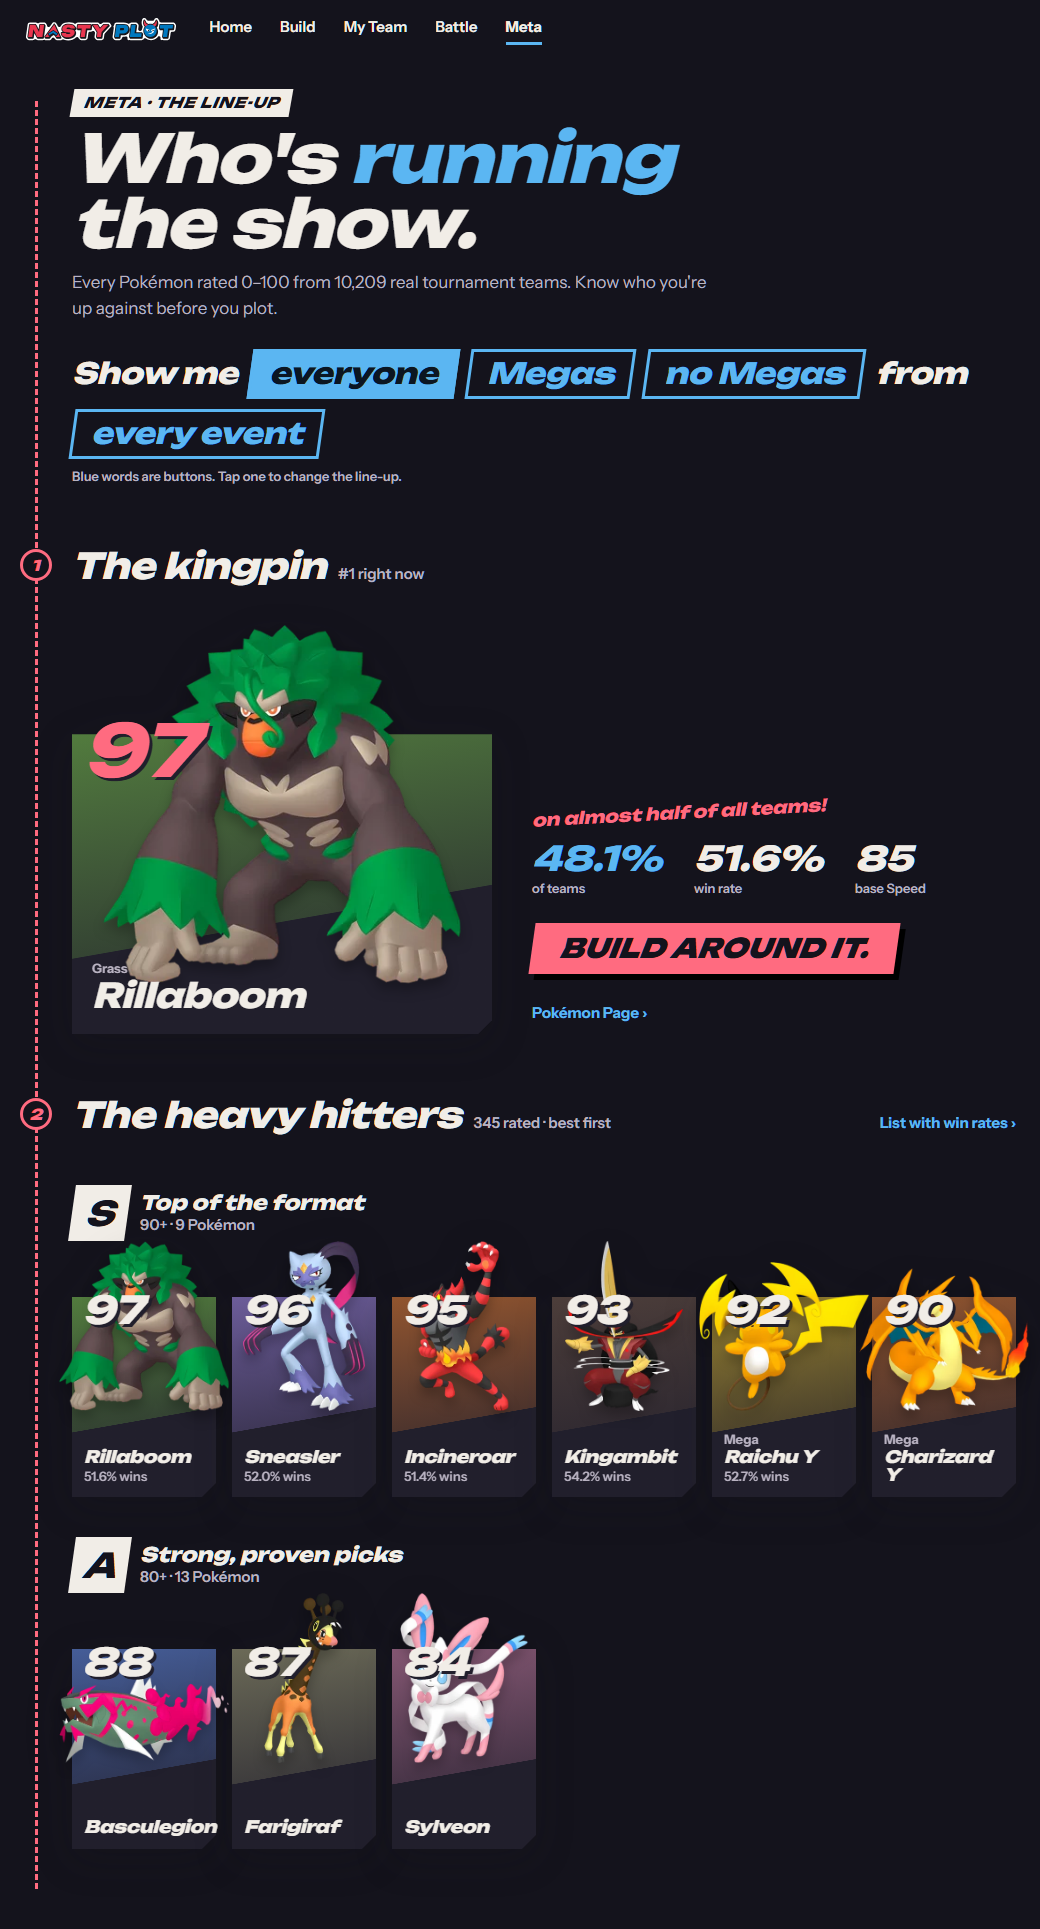 NASTY PLOT
Home Build My Team Battle Meta
META · THE LINE-UP
Who's running
the show.
Every Pokémon rated 0–100 from 10,209 real tournament teams. Know who you're
up against before you plot.
Show me everyone Megas no Megas from
every event
Blue words are buttons. Tap one to change the line-up.
1 The kingpin #1 right now
97
Grass
Rillaboom
on almost half of all teams!
48.1% 51.6% 85
of teams win rate base Speed
BUILD AROUND IT.
Pokémon Page ›
2 The heavy hitters 345 rated · best first List with win rates ›
S Top of the format
90+ · 9 Pokémon
97 96 95 93 92 90
Mega Mega
Rillaboom Sneasler Incineroar Kingambit Raichu Y Charizard
Y
51.6% wins 52.0% wins 51.4% wins 54.2% wins 52.7% wins
A Strong, proven picks
80+ · 13 Pokémon
88 87 84
Basculegion Farigiraf Sylveon